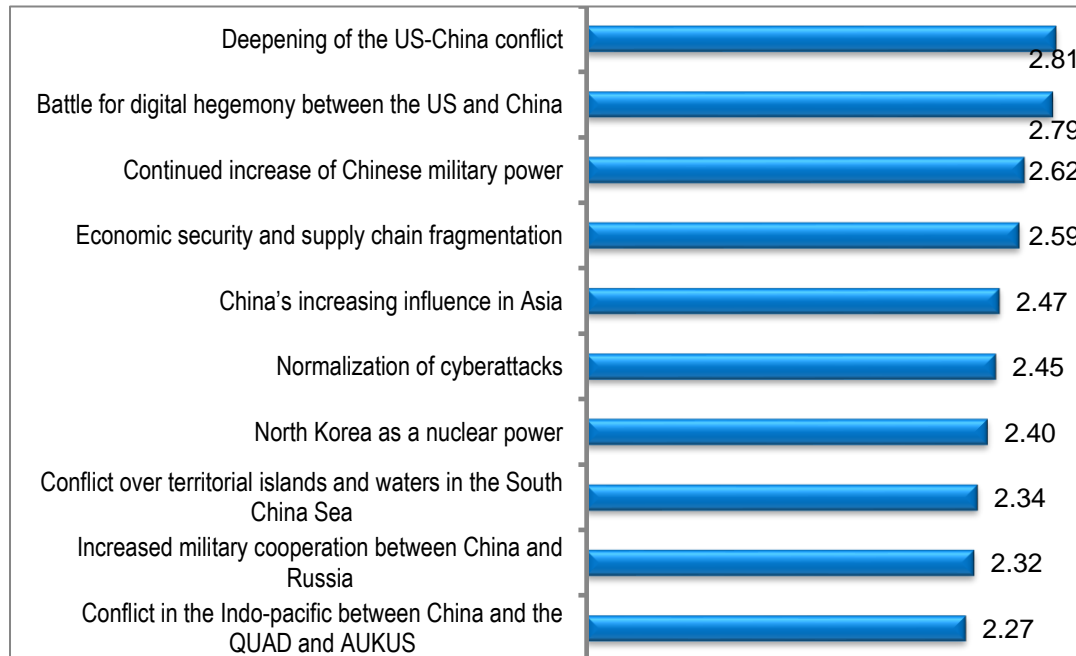 Deepening of the US-China conflict
2.81
Battle for digital hegemony between the US and China
2.79
Continued increase of Chinese military power
2.62
Economic security and supply chain fragmentation
2.59
China’s increasing influence in Asia
2.47
Normalization of cyberattacks
2.45
North Korea as a nuclear power
2.40
Conflict over territorial islands and waters in the South
China Sea
2.34
Increased military cooperation between China and
Russia
2.32
Conflict in the Indo-pacific between China and the
QUAD and AUKUS
2.27